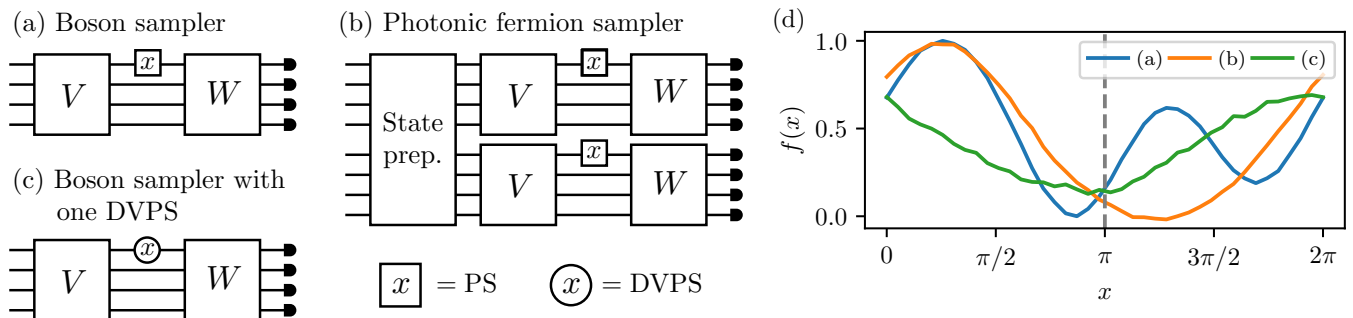 (a) Boson sampler
V
x
W
(c) Boson sampler with
one DVPS
V
x
W
(b) Photonic fermion sampler
State
prep.
V
x
W
V
x
W
x = PS
x = DVPS
(d)
1.0
0.5
0.0
f(x)
(a)
(b)
(c)
0
π/2
π
3π/2
2π
x